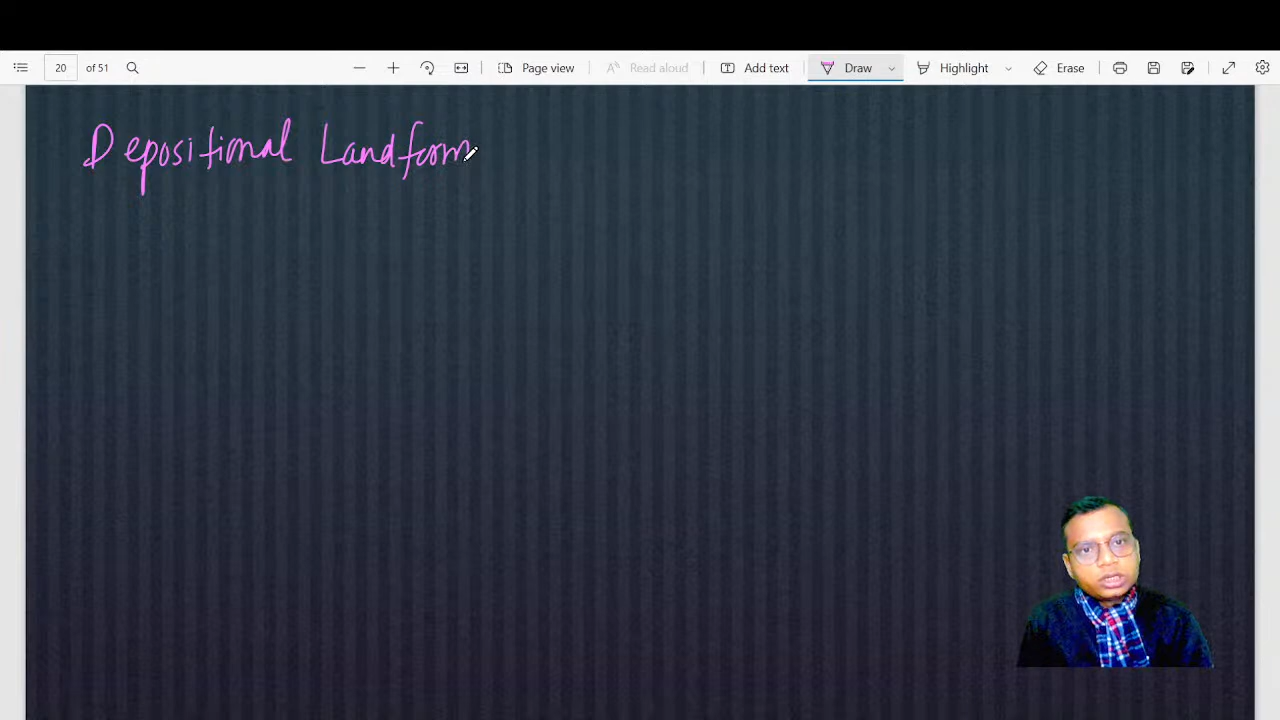 20 of 51 Page view Read aloud Add text Draw Highlight Erase
Depositional Landform